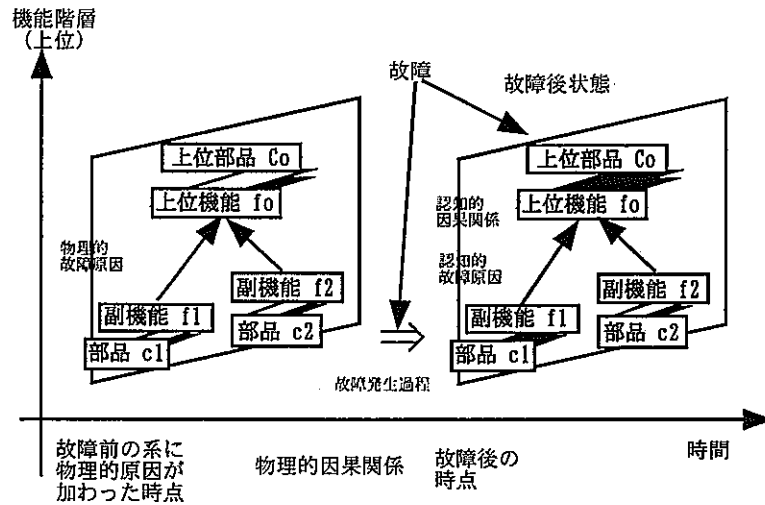 機能階層
(上位)
故障
故障後状態
上位部品 Co
上位機能 fo
物理的
故障原因
副機能 f2
副機能 f1
部品 c2
部品 c1
上位部品 Co
認知的
因果関係
上位機能 fo
認知的
故障原因
副機能 f2
副機能 f1
部品 c2
部品 c1
故障発生過程
時間
故障前の系に
物理的原因が
加わった時点
物理的因果関係
故障後の
時点